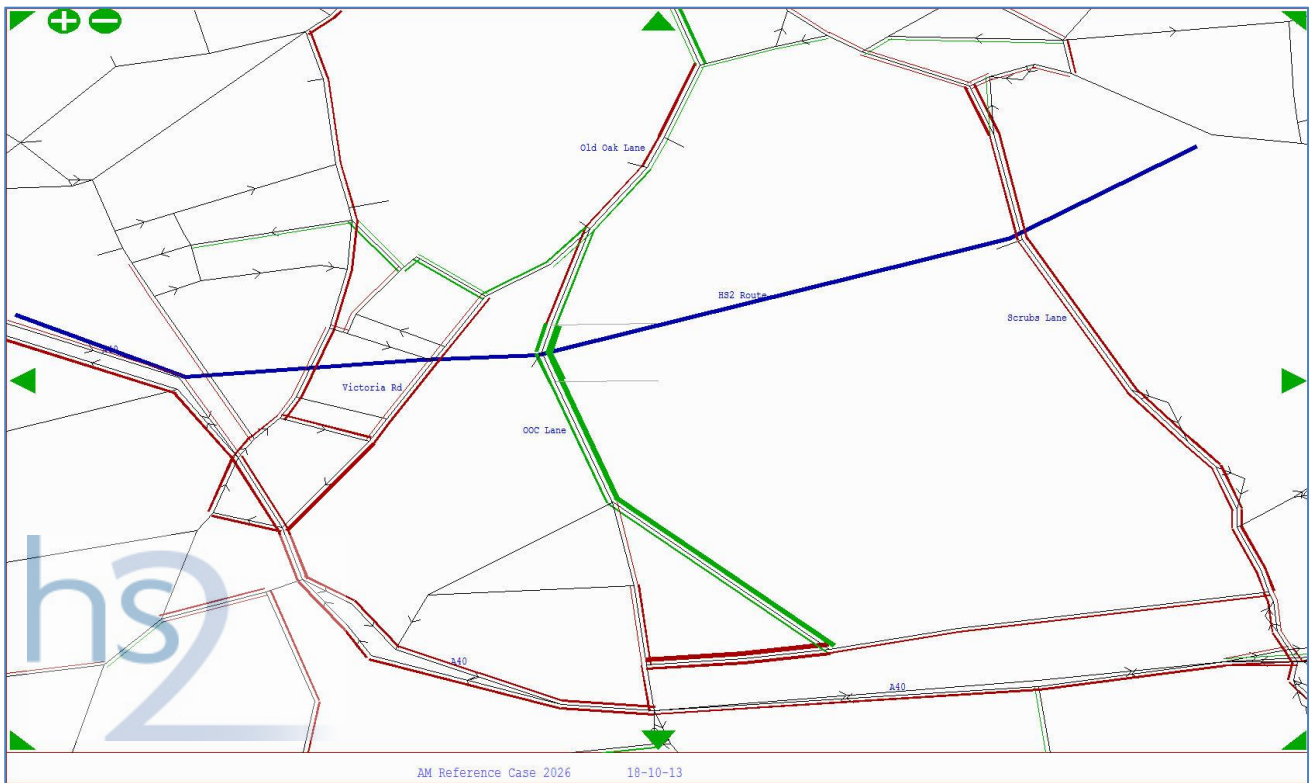 Old Oak Lane
HS2 Route
Scrubs Lane
A40
Victoria Rd
OOC Lane
A40
A40
hs2
AM Reference Case 2026 18-10-13